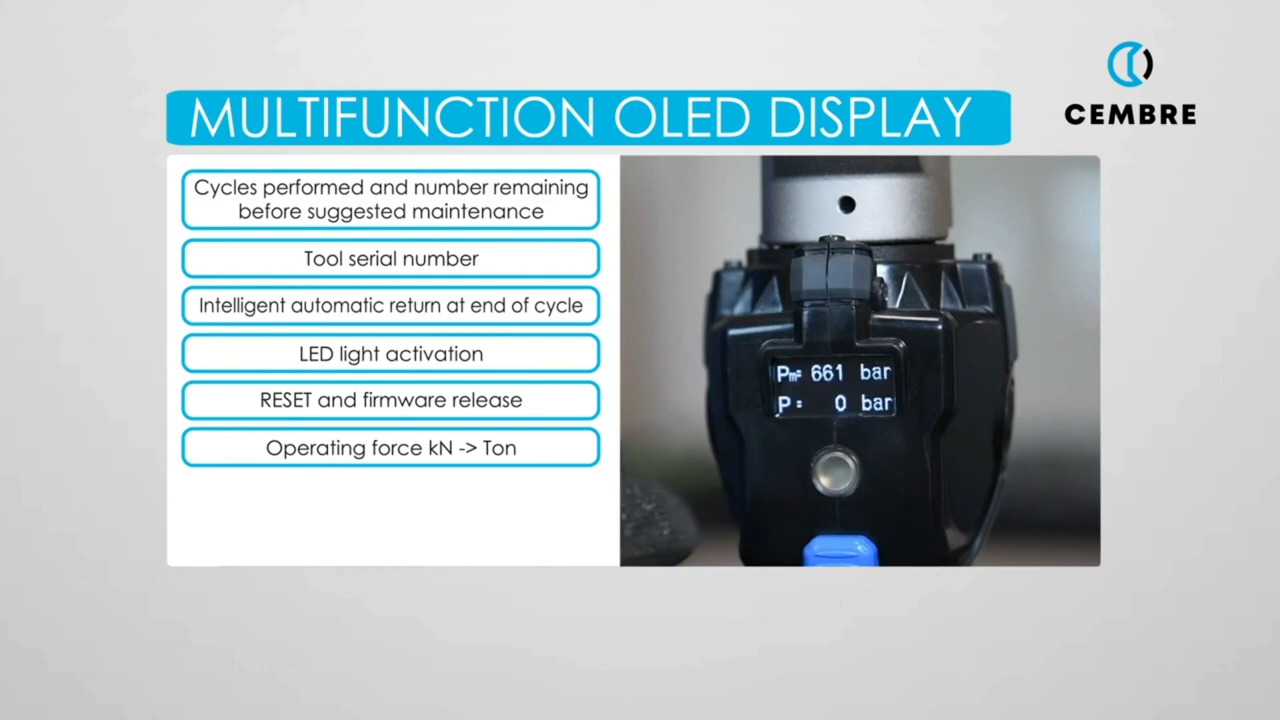 CEMBRE
MULTIFUNCTION OLED DISPLAY
Cycles performed and number remaining
before suggested maintenance
Tool serial number
Intelligent automatic return at end of cycle
LED light activation
RESET and firmware release
Operating force kN -> Ton
Pm= 661 bar
P= 0 bar